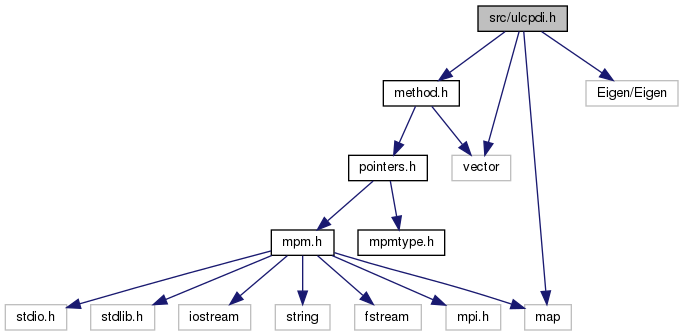 src/ulcpdi.h
method.h
Eigen/Eigen
pointers.h
vector
mpm.h
mpmtype.h
stdio.h
stdlib.h
iostream
string
fstream
mpi.h
map